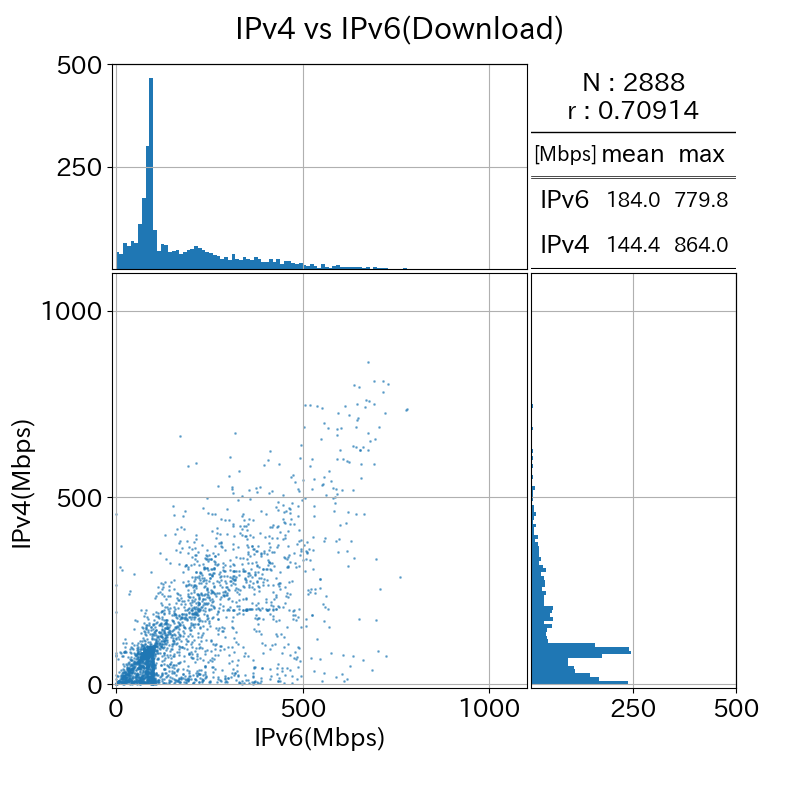 IPv4 vs IPv6(Download)
500
250
N : 2888
r : 0.70914
[Mbps] mean max
IPv6 184.0 779.8
IPv4 144.4 864.0
1000
500
0
IPv4(Mbps)
0 500 1000
IPv6(Mbps)
250 500